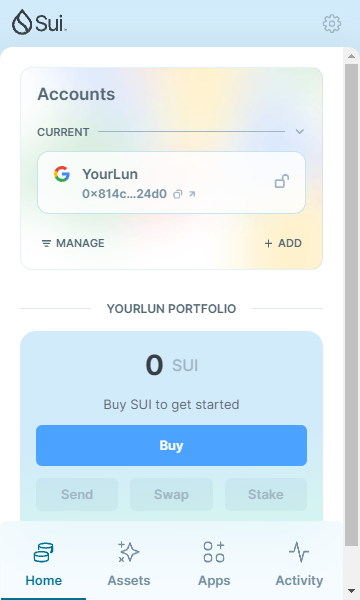 Sui
Accounts
CURRENT
YourLun
0×814c…24d0
MANAGE
ADD
YOURLUN PORTFOLIO
0 SUI
Buy SUI to get started
Buy
Send Swap Stake
Home Assets Apps Activity